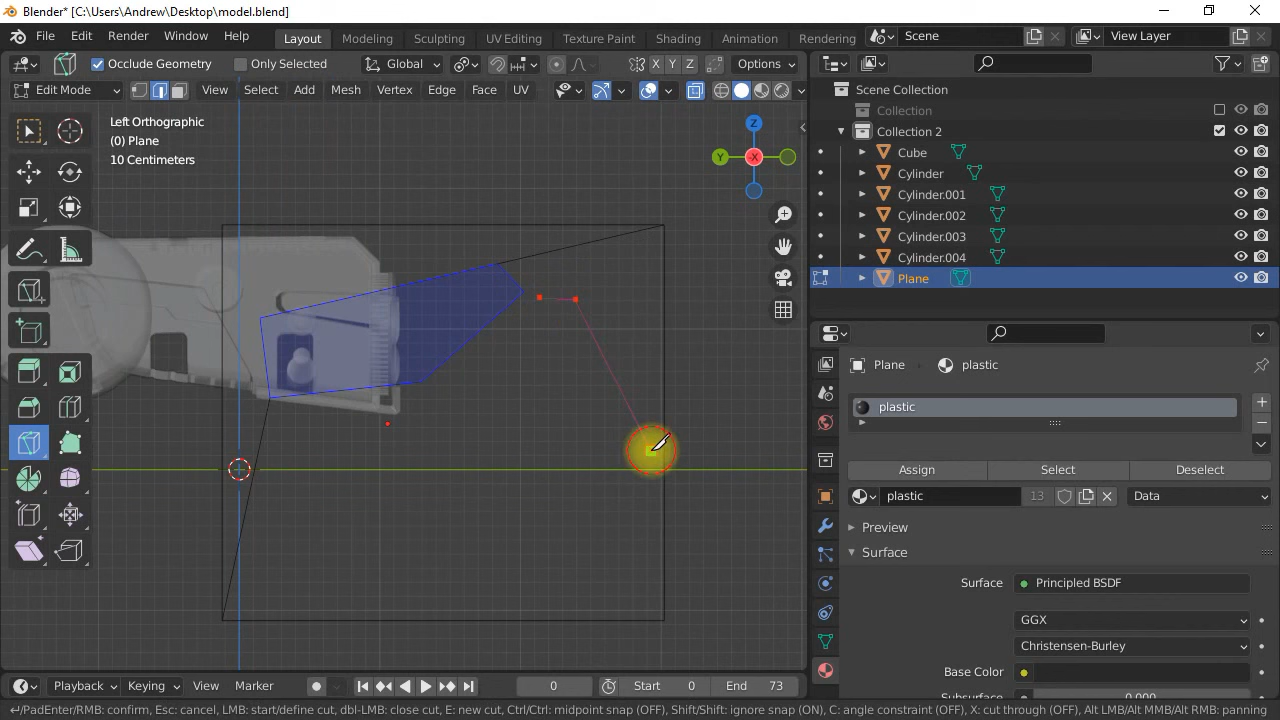 Blender* [C:\Users\Andrew\Desktop\model.blend]
File Edit Render Window Help Layout Modeling Sculpting UV Editing Texture Paint Shading Animation Rendering Scene View Layer
Occlude Geometry Only Selected Global X Y Z Options
Edit Mode View Select Add Mesh Vertex Edge Face UV
Scene Collection
Collection
Collection 2
Cube
Cylinder
Cylinder.001
Cylinder.002
Cylinder.003
Cylinder.004
Plane
Left Orthographic
(0) Plane
10 Centimeters
Z
Y
X
Plane plastic
plastic
Assign Select Deselect
plastic 13 Data
Preview
Surface
Surface Principled BSDF
GGX
Christensen-Burley
Base Color
Subsurface 0.000
Playback Keying View Marker 0 Start 0 End 73
PadEnter/RMB: confirm, Esc: cancel, LMB: start/define cut, dbl-LMB: close cut, E: new cut, Ctrl/Ctrl: midpoint snap (OFF), Shift/Shift: ignore snap (ON), C: angle constraint (OFF), X: cut through (OFF), Alt LMB/Alt MMB/Alt RMB: panning